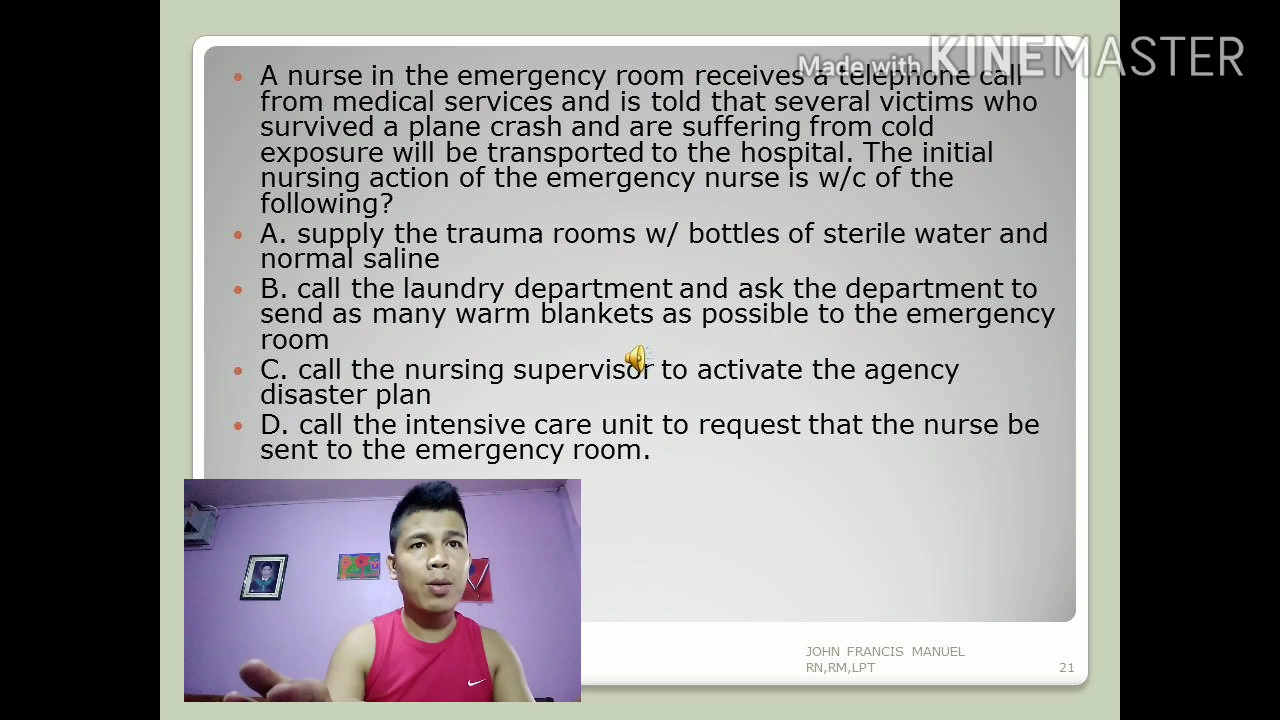 Made with KINEMASTER
• A nurse in the emergency room receives a telephone call
from medical services and is told that several victims who
survived a plane crash and are suffering from cold
exposure will be transported to the hospital. The initial
nursing action of the emergency nurse is w/c of the
following?
• A. supply the trauma rooms w/ bottles of sterile water and
normal saline
• B. call the laundry department and ask the department to
send as many warm blankets as possible to the emergency
room
• C. call the nursing supervisor to activate the agency
disaster plan
• D. call the intensive care unit to request that the nurse be
sent to the emergency room.
JOHN FRANCIS MANUEL
RN,RM,LPT
21